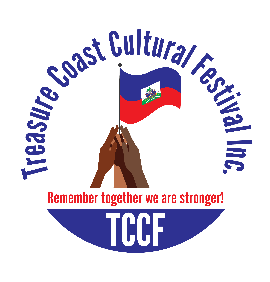 Treasure Coast Cultural Festival Inc.
Remember together we are stronger!
TCCF